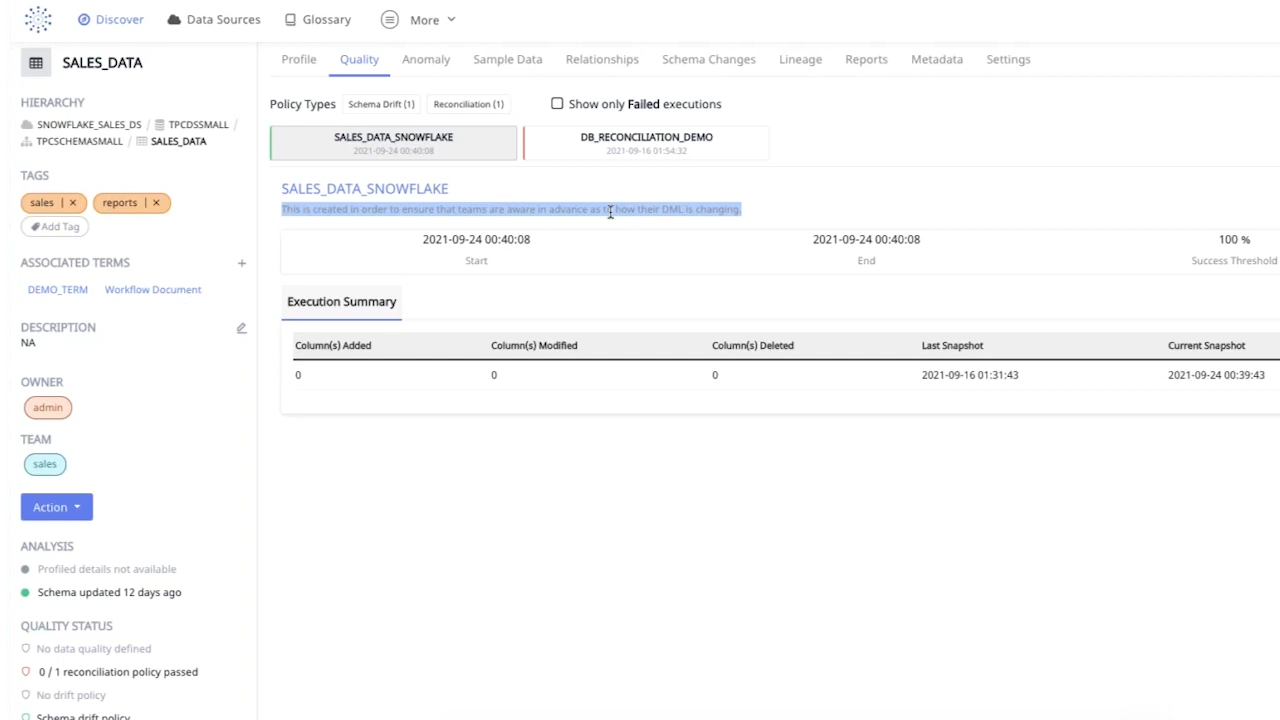 Discover Data Sources Glossary More
SALES_DATA
HIERARCHY
SNOWFLAKE_SALES_DS / TPCDSSMALL /
TPCSCHEMASMALL / SALES_DATA
TAGS
sales | × reports | ×
Add Tag
ASSOCIATED TERMS +
DEMO_TERM Workflow Document
DESCRIPTION
NA
OWNER
admin
TEAM
sales
Action
ANALYSIS
Profiled details not available
Schema updated 12 days ago
QUALITY STATUS
No data quality defined
0 / 1 reconciliation policy passed
No drift policy
Schema drift policy
Profile Quality Anomaly Sample Data Relationships Schema Changes Lineage Reports Metadata Settings
Policy Types Schema Drift (1) Reconciliation (1) Show only Failed executions
SALES_DATA_SNOWFLAKE DB_RECONCILIATION_DEMO
2021-09-24 00:40:08 2021-09-16 01:54:32
SALES_DATA_SNOWFLAKE
This is created in order to ensure that teams are aware in advance as to how their DML is changing.
2021-09-24 00:40:08 2021-09-24 00:40:08 100 %
Start End Success Threshold
Execution Summary
Column(s) Added Column(s) Modified Column(s) Deleted Last Snapshot Current Snapshot
0 0 0 2021-09-16 01:31:43 2021-09-24 00:39:43